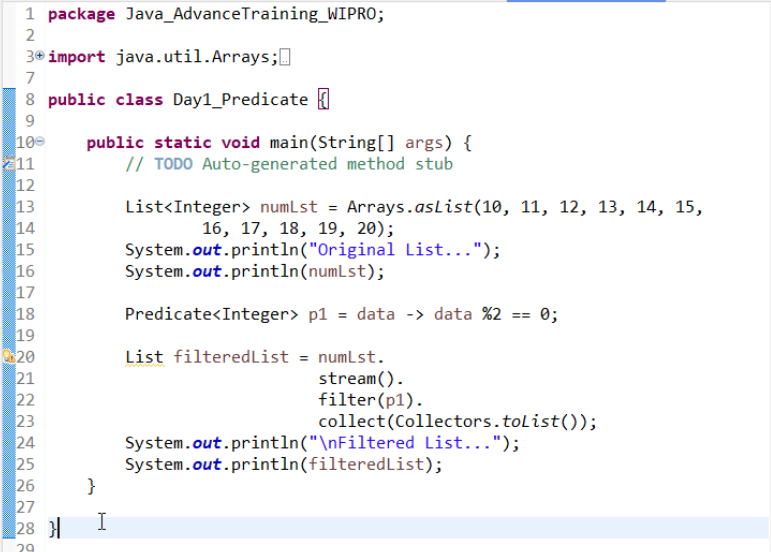 1 package Java_AdvanceTraining_WIPRO;
2
3 import java.util.Arrays;
7
8 public class Day1_Predicate {
9
10     public static void main(String[] args) {
11         // TODO Auto-generated method stub
12
13         List<Integer> numLst = Arrays.asList(10, 11, 12, 13, 14, 15,
14                 16, 17, 18, 19, 20);
15         System.out.println("Original List...");
16         System.out.println(numLst);
17
18         Predicate<Integer> p1 = data -> data %2 == 0;
19
20         List filteredList = numLst.
21                             stream().
22                             filter(p1).
23                             collect(Collectors.toList());
24         System.out.println("\nFiltered List...");
25         System.out.println(filteredList);
26     }
27
28 }
29